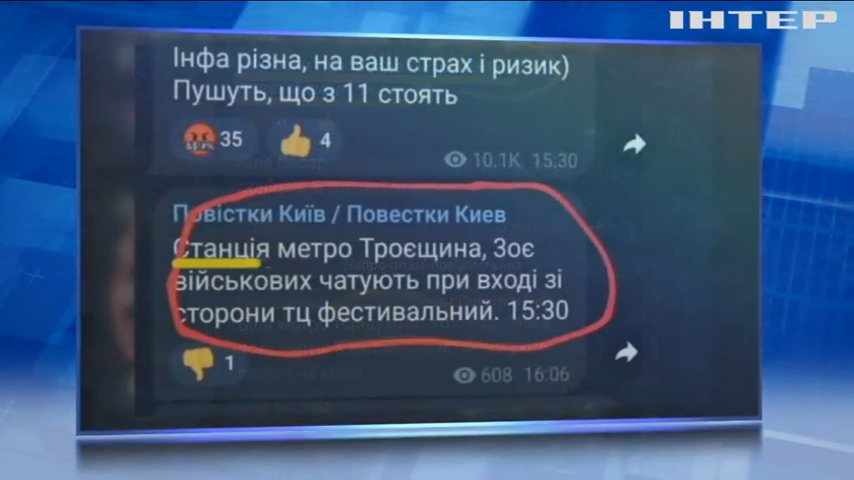 ІНТЕР
Інфа різна, на ваш страх і ризик)
Пушуть, що з 11 стоять
35 4
10.1K 15:30
Повістки Київ / Повестки Киев
Станція метро Троєщина, 3оє
військових чатують при вході зі
сторони тц фестивальний. 15:30
1
608 16:06